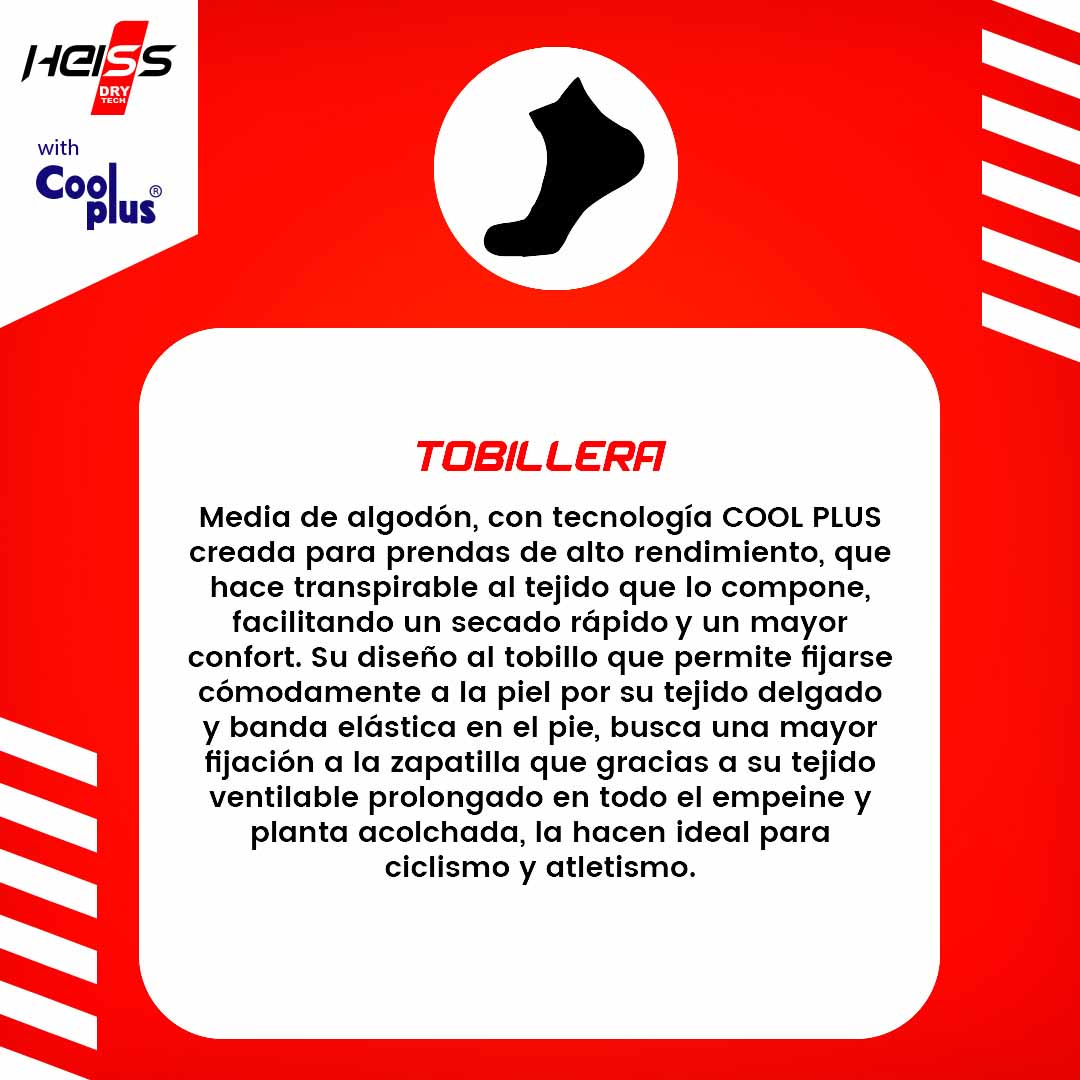 HEISS
DRY
TECH
with
Cool
plus®
TOBILLERA
Media de algodón, con tecnología COOL PLUS
creada para prendas de alto rendimiento, que
hace transpirable al tejido que lo compone,
facilitando un secado rápido y un mayor
confort. Su diseño al tobillo que permite fijarse
cómodamente a la piel por su tejido delgado
y banda elástica en el pie, busca una mayor
fijación a la zapatilla que gracias a su tejido
ventilable prolongado en todo el empeine y
planta acolchada, la hacen ideal para
ciclismo y atletismo.